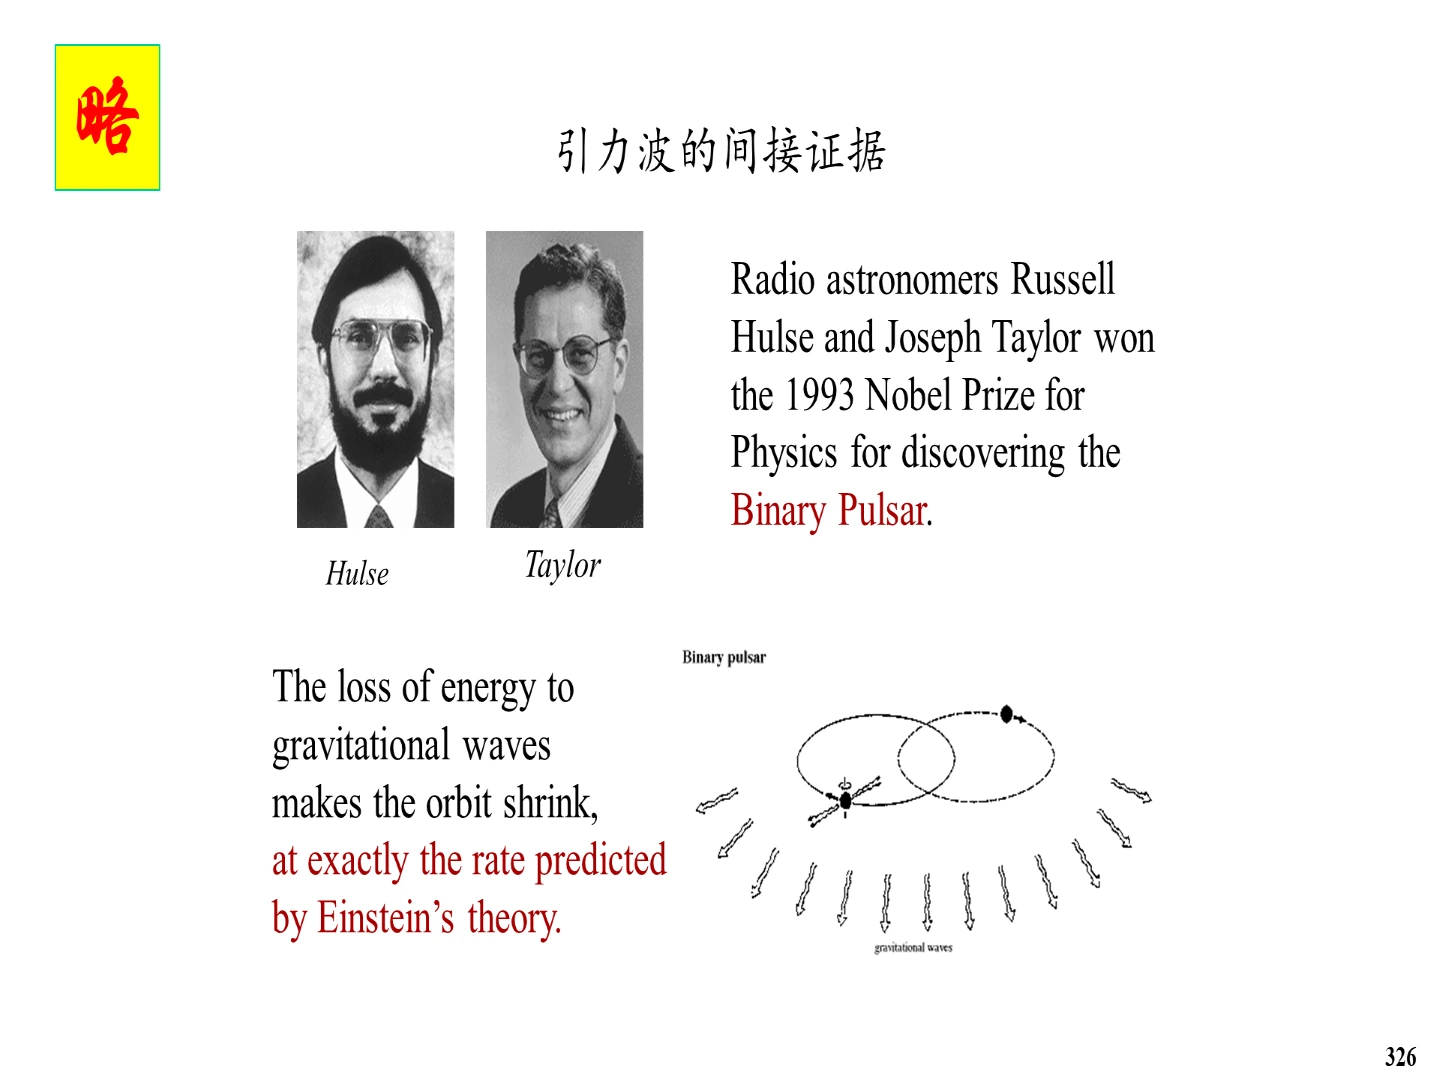 略
引力波的间接证据
Radio astronomers Russell
Hulse and Joseph Taylor won
the 1993 Nobel Prize for
Physics for discovering the
Binary Pulsar.
Hulse
Taylor
The loss of energy to
gravitational waves
makes the orbit shrink,
at exactly the rate predicted
by Einstein’s theory.
Binary pulsar
gravitational waves
326